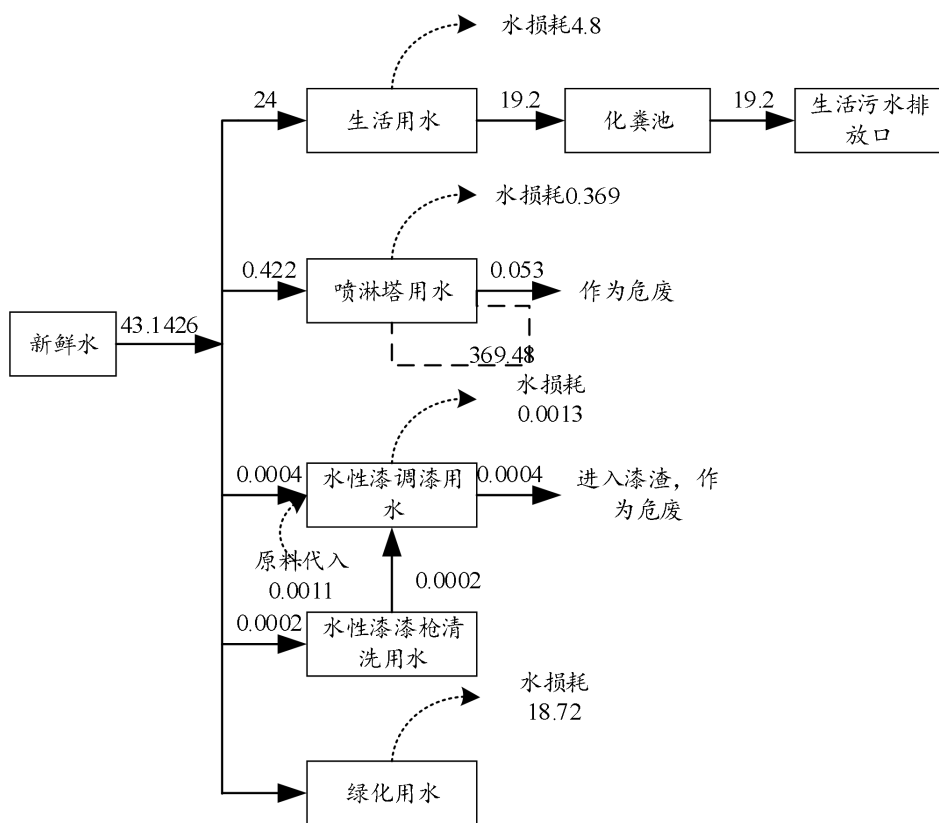 水损耗4.8
24
生活用水
19.2
化粪池
19.2
生活污水排
放口
水损耗0.369
0.422
喷淋塔用水
0.053
作为危废
369.48
新鲜水
43.1426
水损耗
0.0013
0.0004
水性漆调漆用
水
0.0004
进入漆渣，作
为危废
原料代入
0.0011
0.0002
0.0002
水性漆漆枪清
洗用水
水损耗
18.72
绿化用水